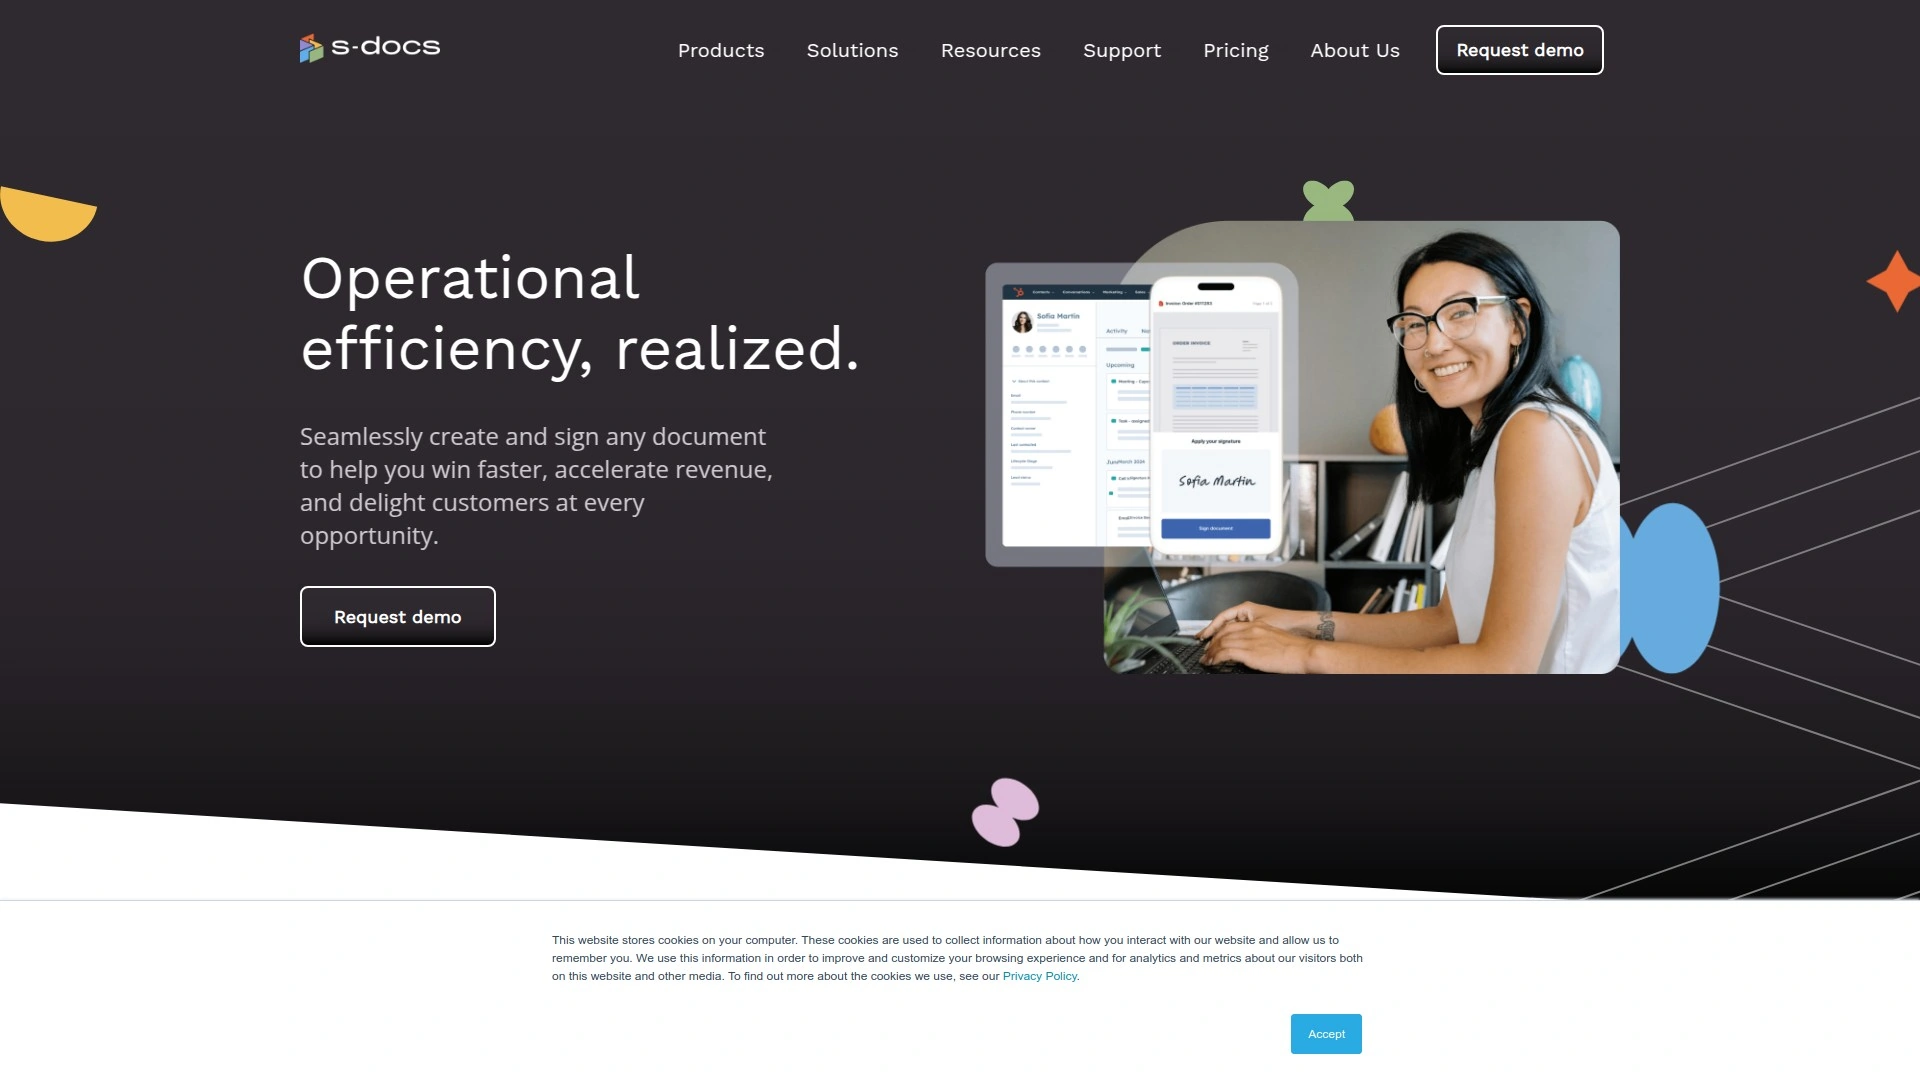 s-docs
Products
Solutions
Resources
Support
Pricing
About Us
Request demo
Operational
efficiency, realized.
Seamlessly create and sign any document
to help you win faster, accelerate revenue,
and delight customers at every
opportunity.
Request demo
Sofia Martin
Activity
Upcoming
ORDER INVOICE
Apply your signature
Sofia Martin
Sign document
This website stores cookies on your computer. These cookies are used to collect information about how you interact with our website and allow us to
remember you. We use this information in order to improve and customize your browsing experience and for analytics and metrics about our visitors both
on this website and other media. To find out more about the cookies we use, see our Privacy Policy.
Accept